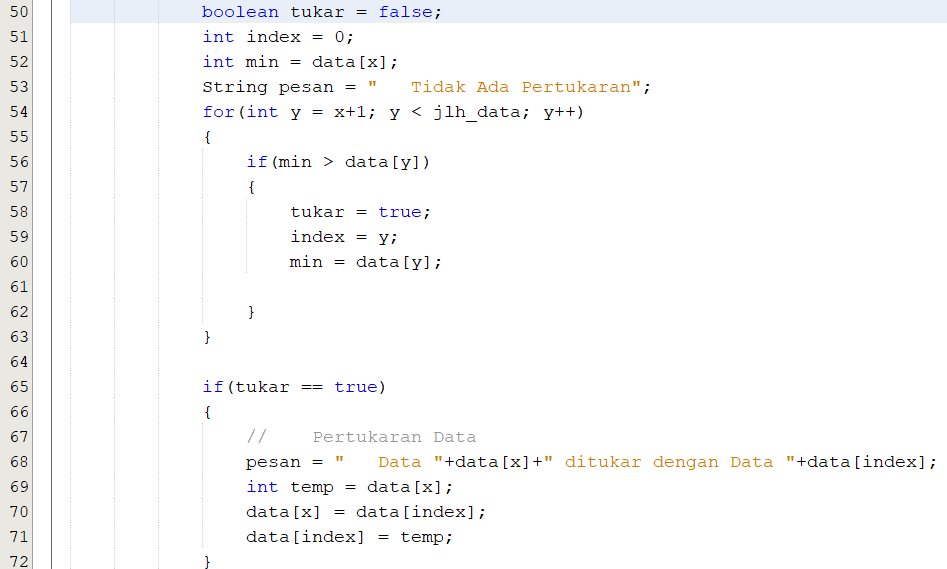 50 boolean tukar = false;
51 int index = 0;
52 int min = data[x];
53 String pesan = "   Tidak Ada Pertukaran";
54 for(int y = x+1; y < jlh_data; y++)
55 {
56 if(min > data[y])
57 {
58 tukar = true;
59 index = y;
60 min = data[y];
61
62 }
63 }
64
65 if(tukar == true)
66 {
67 //    Pertukaran Data
68 pesan = "   Data "+data[x]+" ditukar dengan Data "+data[index];
69 int temp = data[x];
70 data[x] = data[index];
71 data[index] = temp;
72 }